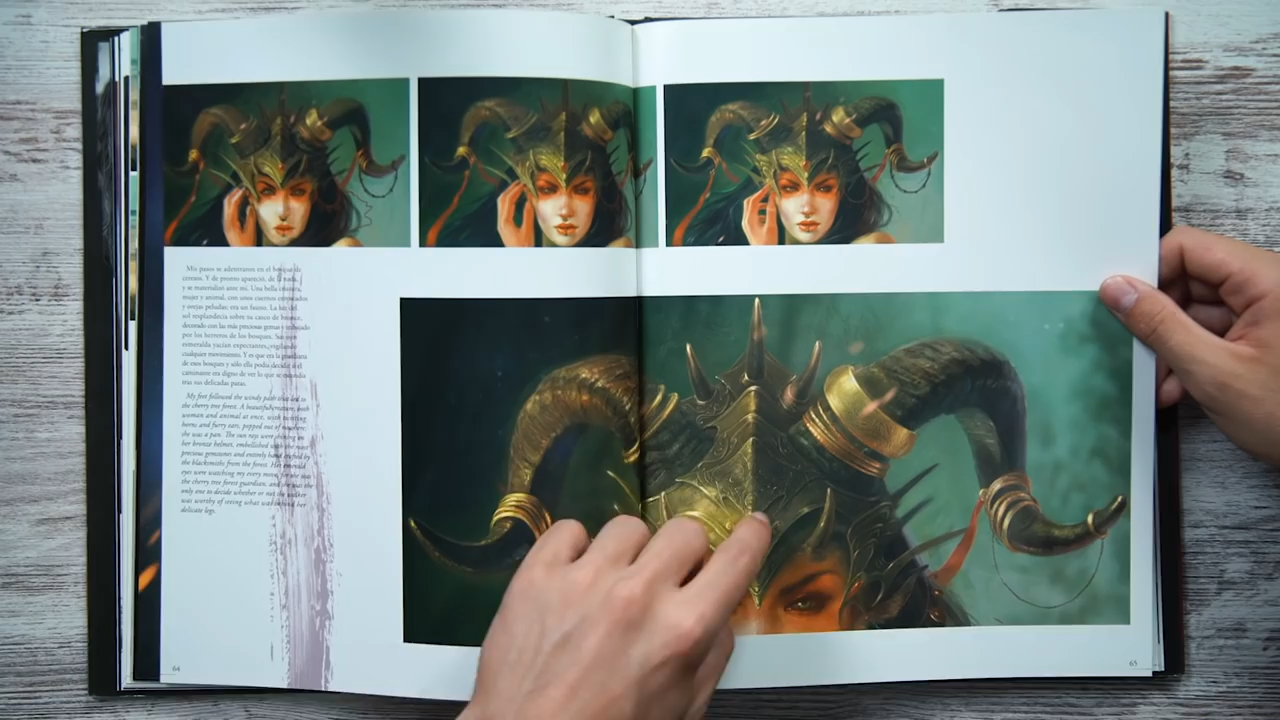 Mis pasos se adentraron en el bosque de
cerezos. Y de pronto apareció, de la nada,
y se materializó ante mí. Una bella criatura,
mujer y animal, con unos cuernos enroscados
y orejas peludas: era un fauno. La luz del
sol resplandecía sobre su casco de bronce,
decorado con las más preciosas gemas y trabajado
por los herreros de los bosques. Sus ojos
esmeralda yacían expectantes, vigilando
cualquier movimiento. Y es que era la guardiana
de esos bosques y sólo ella podía decidir si el
caminante era digno de ver lo que se escondía
tras sus delicadas patas.
My feet followed the windy path that led to
the cherry tree forest. A beautiful creature, both
woman and animal at once, with twisting
horns and furry ears, popped out of nowhere:
she was a pan. The sun rays were shining on
her bronze helmet, embellished with the most
precious gemstones and entirely hand crafted by
the blacksmiths from the forest. Her emerald
eyes were watching my every move, for she was
the cherry tree forest guardian, and she was the
only one to decide whether or not the walker
was worthy of seeing what was behind her
delicate legs.
64
65